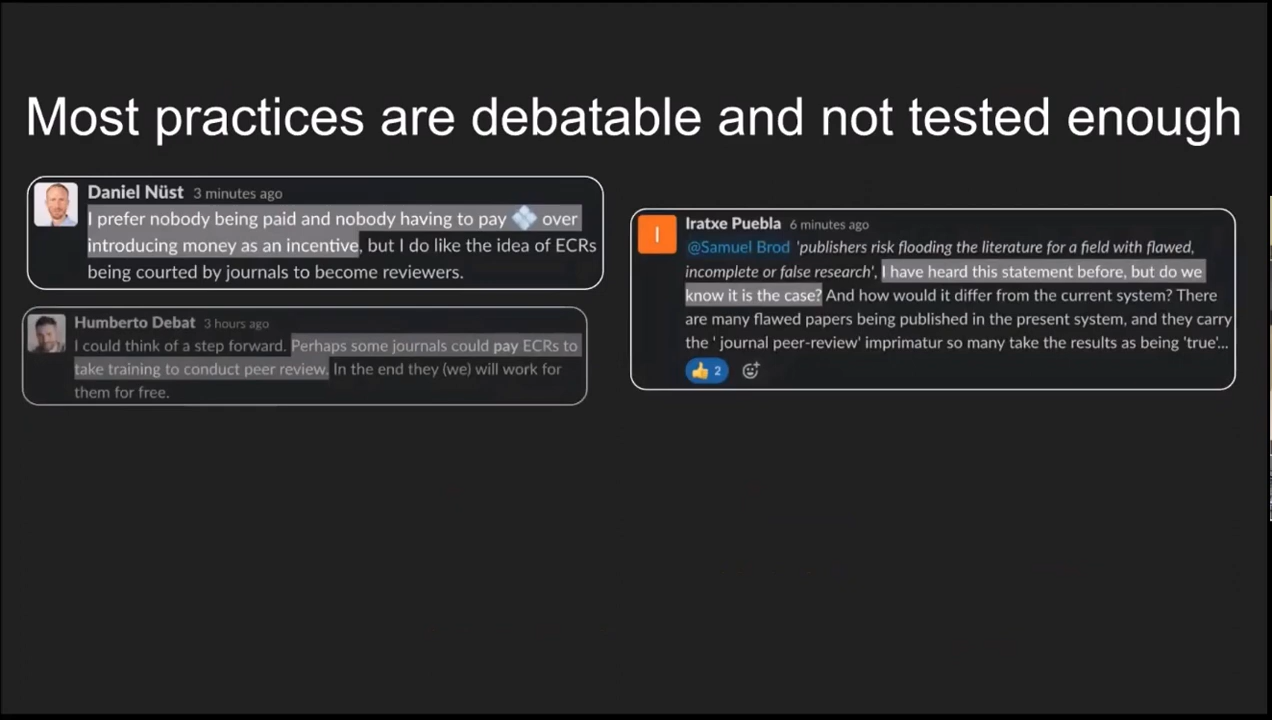 Most practices are debatable and not tested enough
Daniel Nüst 3 minutes ago
I prefer nobody being paid and nobody having to pay 💠 over
introducing money as an incentive, but I do like the idea of ECRs
being courted by journals to become reviewers.
Humberto Debat 3 hours ago
I could think of a step forward. Perhaps some journals could pay ECRs to
take training to conduct peer review. In the end they (we) will work for
them for free.
I
Iratxe Puebla 6 minutes ago
@Samuel Brod 'publishers risk flooding the literature for a field with flawed,
incomplete or false research', I have heard this statement before, but do we
know it is the case? And how would it differ from the current system? There
are many flawed papers being published in the present system, and they carry
the ' journal peer-review' imprimatur so many take the results as being 'true'...
👍 2